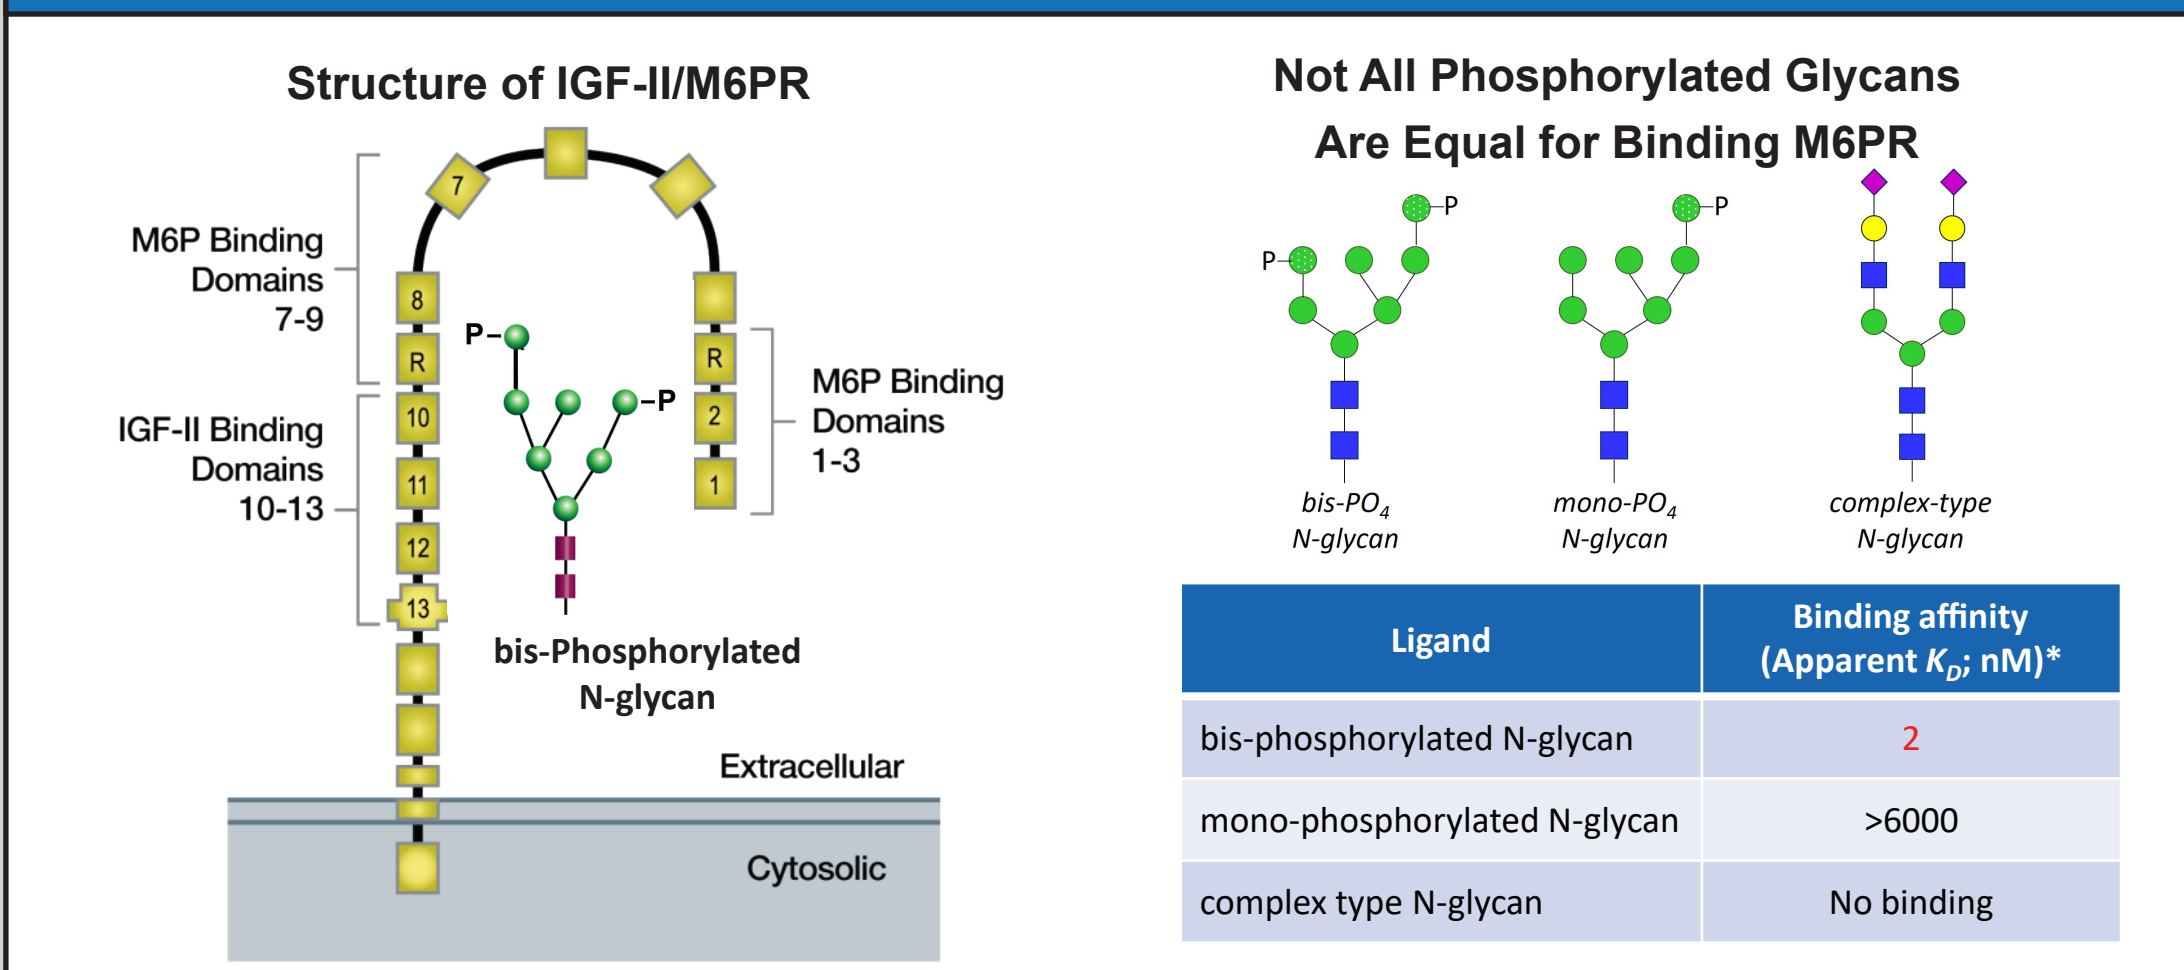 Structure of IGF-II/M6PR
7
M6P Binding
Domains
7-9
8
R
IGF-II Binding
Domains
10-13
10
11
12
13
P
P
R
2
1
M6P Binding
Domains
1-3
bis-Phosphorylated
N-glycan
Extracellular
Cytosolic
Not All Phosphorylated Glycans
Are Equal for Binding M6PR
P
P
P
bis-PO4
N-glycan
mono-PO4
N-glycan
complex-type
N-glycan
Ligand
Binding affinity
(Apparent KD; nM)*
bis-phosphorylated N-glycan
2
mono-phosphorylated N-glycan
>6000
complex type N-glycan
No binding